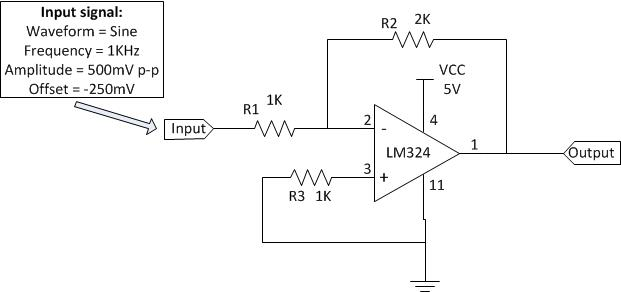 Input signal:
Waveform = Sine
Frequency = 1KHz
Amplitude = 500mV p-p
Offset = -250mV
R2 2K
VCC
5V
R1 1K
Input
2
-
4
LM324
1
Output
3
+
R3 1K
11